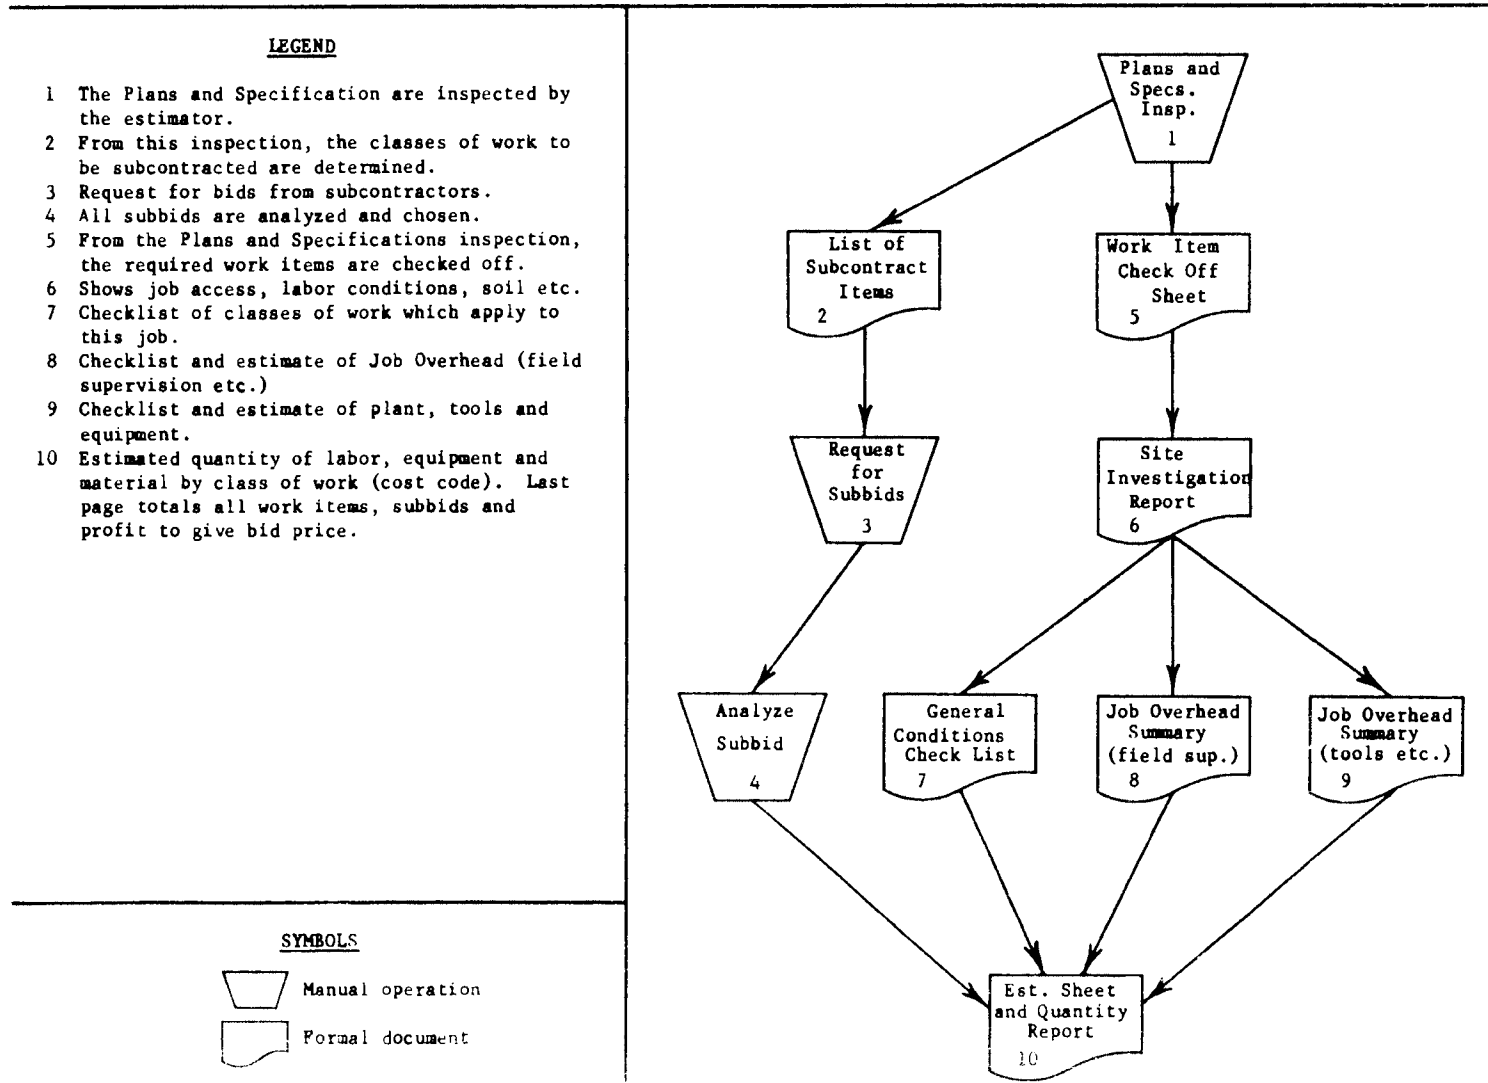 LEGEND
1 The Plans and Specification are inspected by
the estimator.
2 From this inspection, the classes of work to
be subcontracted are determined.
3 Request for bids from subcontractors.
4 All subbids are analyzed and chosen.
5 From the Plans and Specifications inspection,
the required work items are checked off.
6 Shows job access, labor conditions, soil etc.
7 Checklist of classes of work which apply to
this job.
8 Checklist and estimate of Job Overhead (field
supervision etc.)
9 Checklist and estimate of plant, tools and
equipment.
10 Estimated quantity of labor, equipment and
material by class of work (cost code). Last
page totals all work items, subbids and
profit to give bid price.
SYMBOLS
Manual operation
Formal document
Plans and
Specs.
Insp.
1
List of
Subcontract
Items
2
Work Item
Check Off
Sheet
5
Request
for
Subbids
3
Site
Investigation
Report
6
Analyze
Subbid
4
General
Conditions
Check List
7
Job Overhead
Summary
(field sup.)
8
Job Overhead
Summary
(tools etc.)
9
Est. Sheet
and Quantity
Report
10